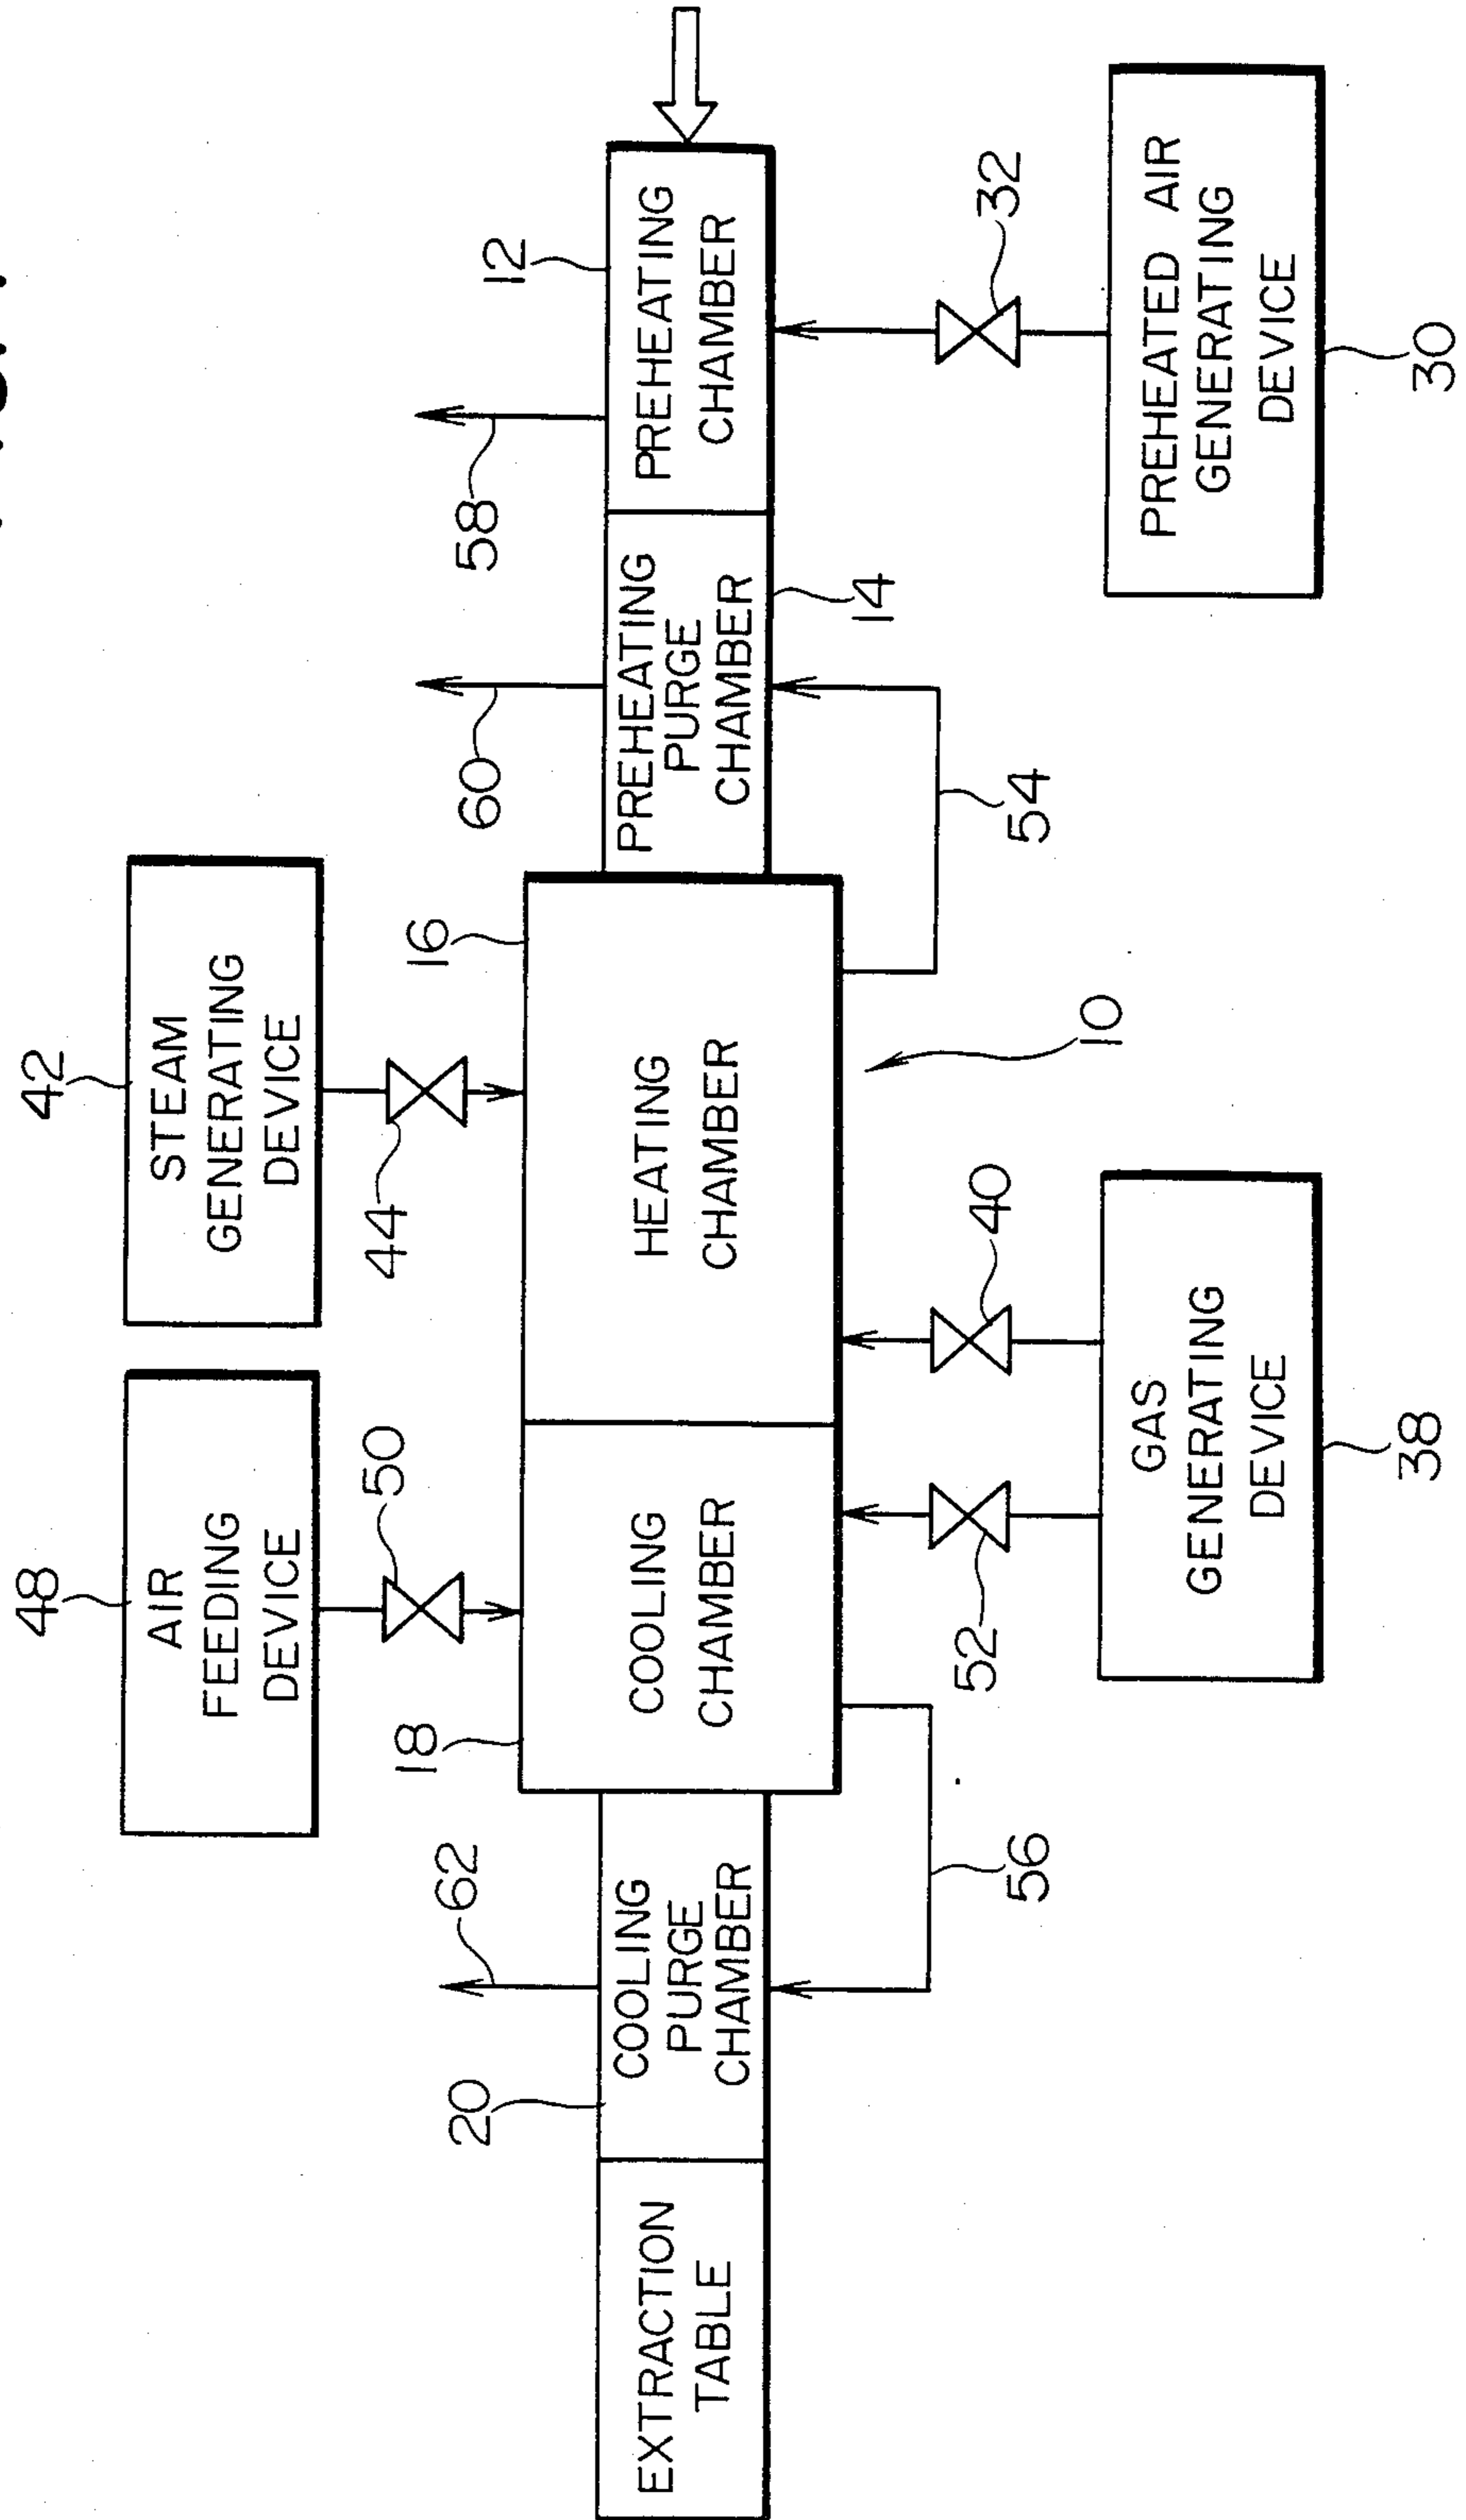 48
AIR
FEEDING
DEVICE
50
42
STEAM
GENERATING
DEVICE
44
62
18
16
60
58
12
20
EXTRACTION
TABLE
COOLING
PURGE
CHAMBER
COOLING
CHAMBER
HEATING
CHAMBER
PREHEATING
PURGE
CHAMBER
PREHEATING
CHAMBER
14
56
52
40
10
54
32
GAS
GENERATING
DEVICE
38
PREHEATED AIR
GENERATING
DEVICE
30